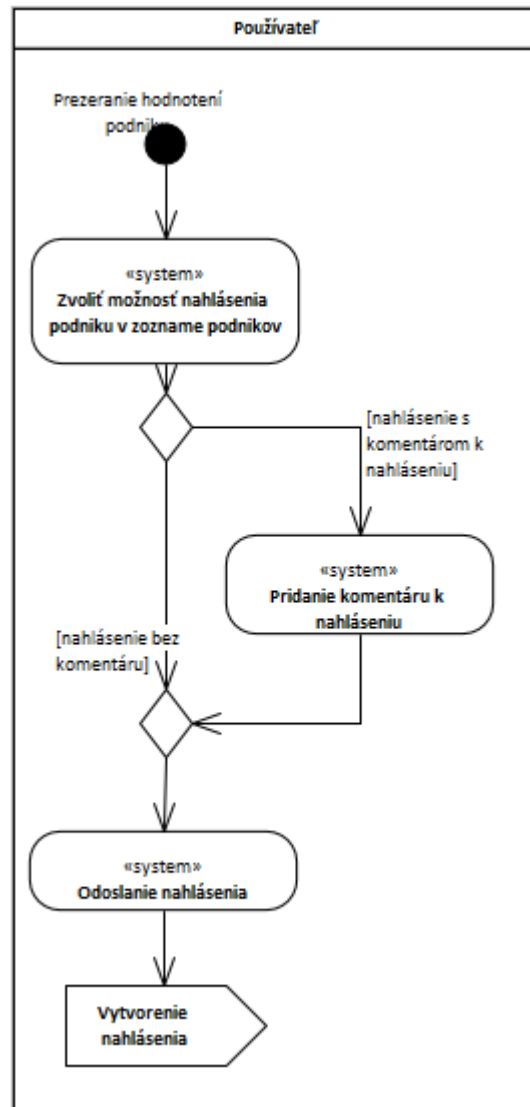 Používateľ
Prezeranie hodnotení
podniku
«system»
Zvoliť možnosť nahlásenia
podniku v zozname podnikov
[nahlásenie s
komentárom k
nahláseniu]
«system»
Pridanie komentáru k
nahláseniu
[nahlásenie bez
komentáru]
«system»
Odoslanie nahlásenia
Vytvorenie
nahlásenia